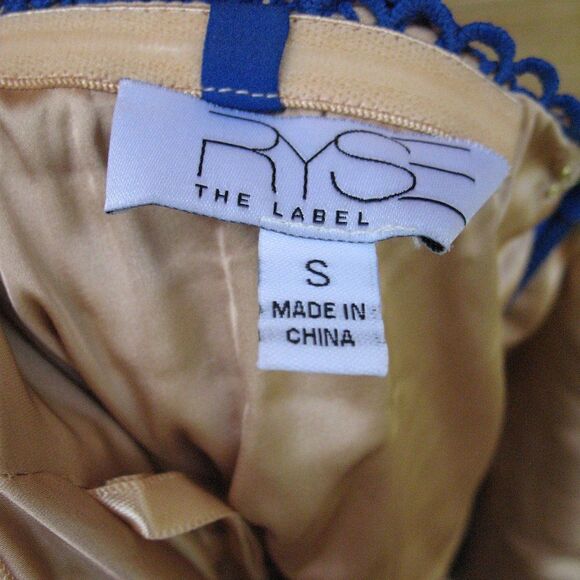 RYSE
THE LABEL
S
MADE IN
CHINA